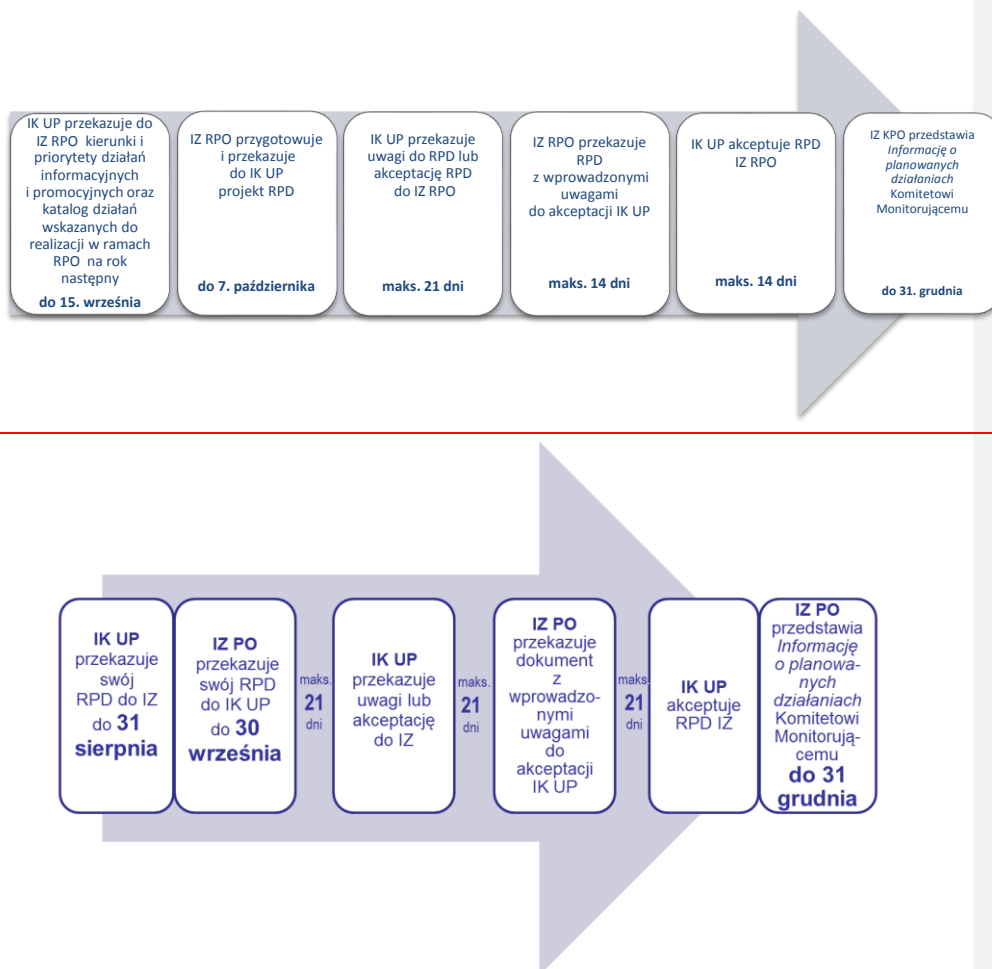 IK UP przekazuje do
IZ RPO kierunki i
priorytety działań
informacyjnych
i promocyjnych oraz
katalog działań
wskazanych do
realizacji w ramach
RPO na rok
następny
do 15. września
IZ RPO przygotowuje
i przekazuje
do IK UP
projekt RPD
do 7. października
IK UP przekazuje
uwagi do RPD lub
akceptację RPD
do IZ RPO
maks. 21 dni
IZ RPO przekazuje
RPD
z wprowadzonymi
uwagami
do akceptacji IK UP
maks. 14 dni
IK UP akceptuje RPD
IZ RPO
maks. 14 dni
IZ KPO przedstawia
Informację o
planowanych
działaniach
Komitetowi
Monitorującemu
do 31. grudnia
IK UP
przekazuje
swój
RPD do IZ
do 31
sierpnia
IZ PO
przekazuje
swój RPD
do IK UP
do 30
września
maks.
21
dni
IK UP
przekazuje
uwagi lub
akceptację
do IZ
maks.
21
dni
IZ PO
przekazuje
dokument
z
wprowadzo-
nymi
uwagami
do
akceptacji
IK UP
maks.
21
dni
IK UP
akceptuje
RPD IZ
IZ PO
przedstawia
Informację
o planowa-
nych
działaniach
Komitetowi
Monitorują-
cemu
do 31
grudnia